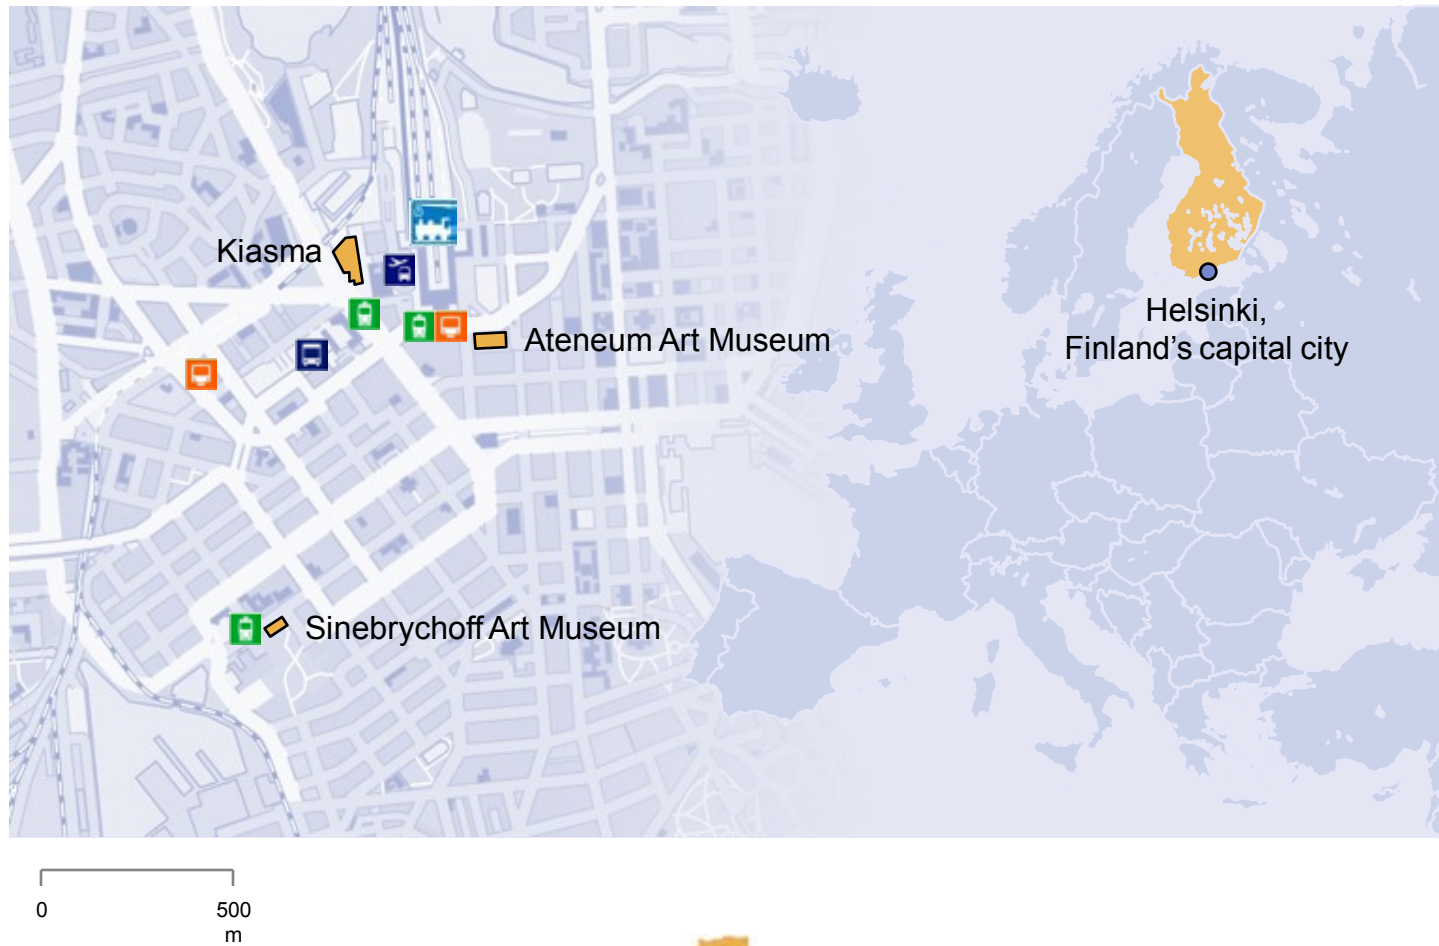 Kiasma
Ateneum Art Museum
Sinebrychoff Art Museum
Helsinki,
Finland’s capital city
0
500
m